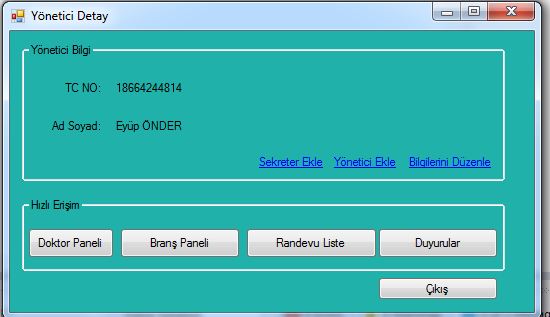 Yönetici Detay
Yönetici Bilgi
TC NO: 18664244814
Ad Soyad: Eyüp ÖNDER
Sekreter Ekle Yönetici Ekle Bilgilerini Düzenle
Hızlı Erişim
Doktor Paneli Branş Paneli Randevu Liste Duyurular
Çıkış